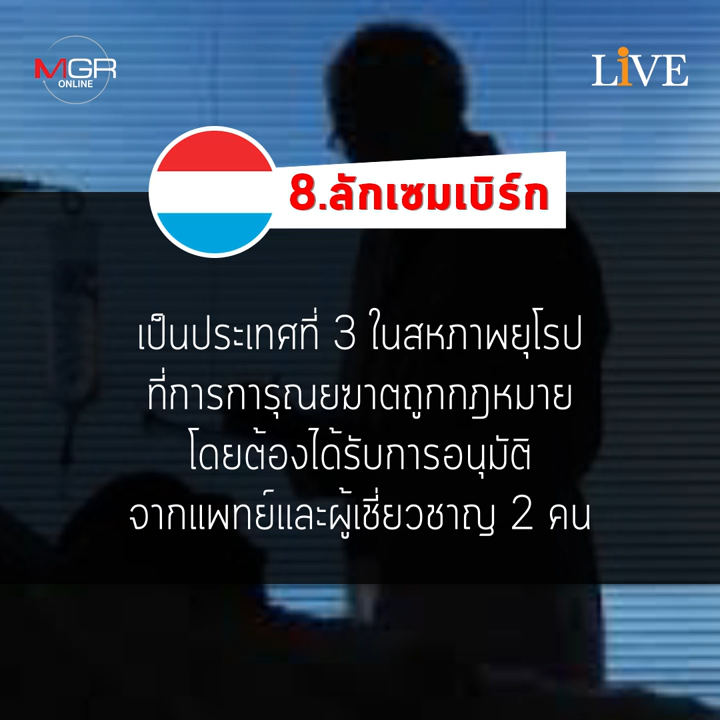 MGR
ONLINE
LiVE
8.ลักเซมเบิร์ก
เป็นประเทศที่ 3 ในสหภาพยุโรป
ที่การการุณยฆาตถูกกฎหมาย
โดยต้องได้รับการอนุมัติ
จากแพทย์และผู้เชี่ยวชาญ 2 คน